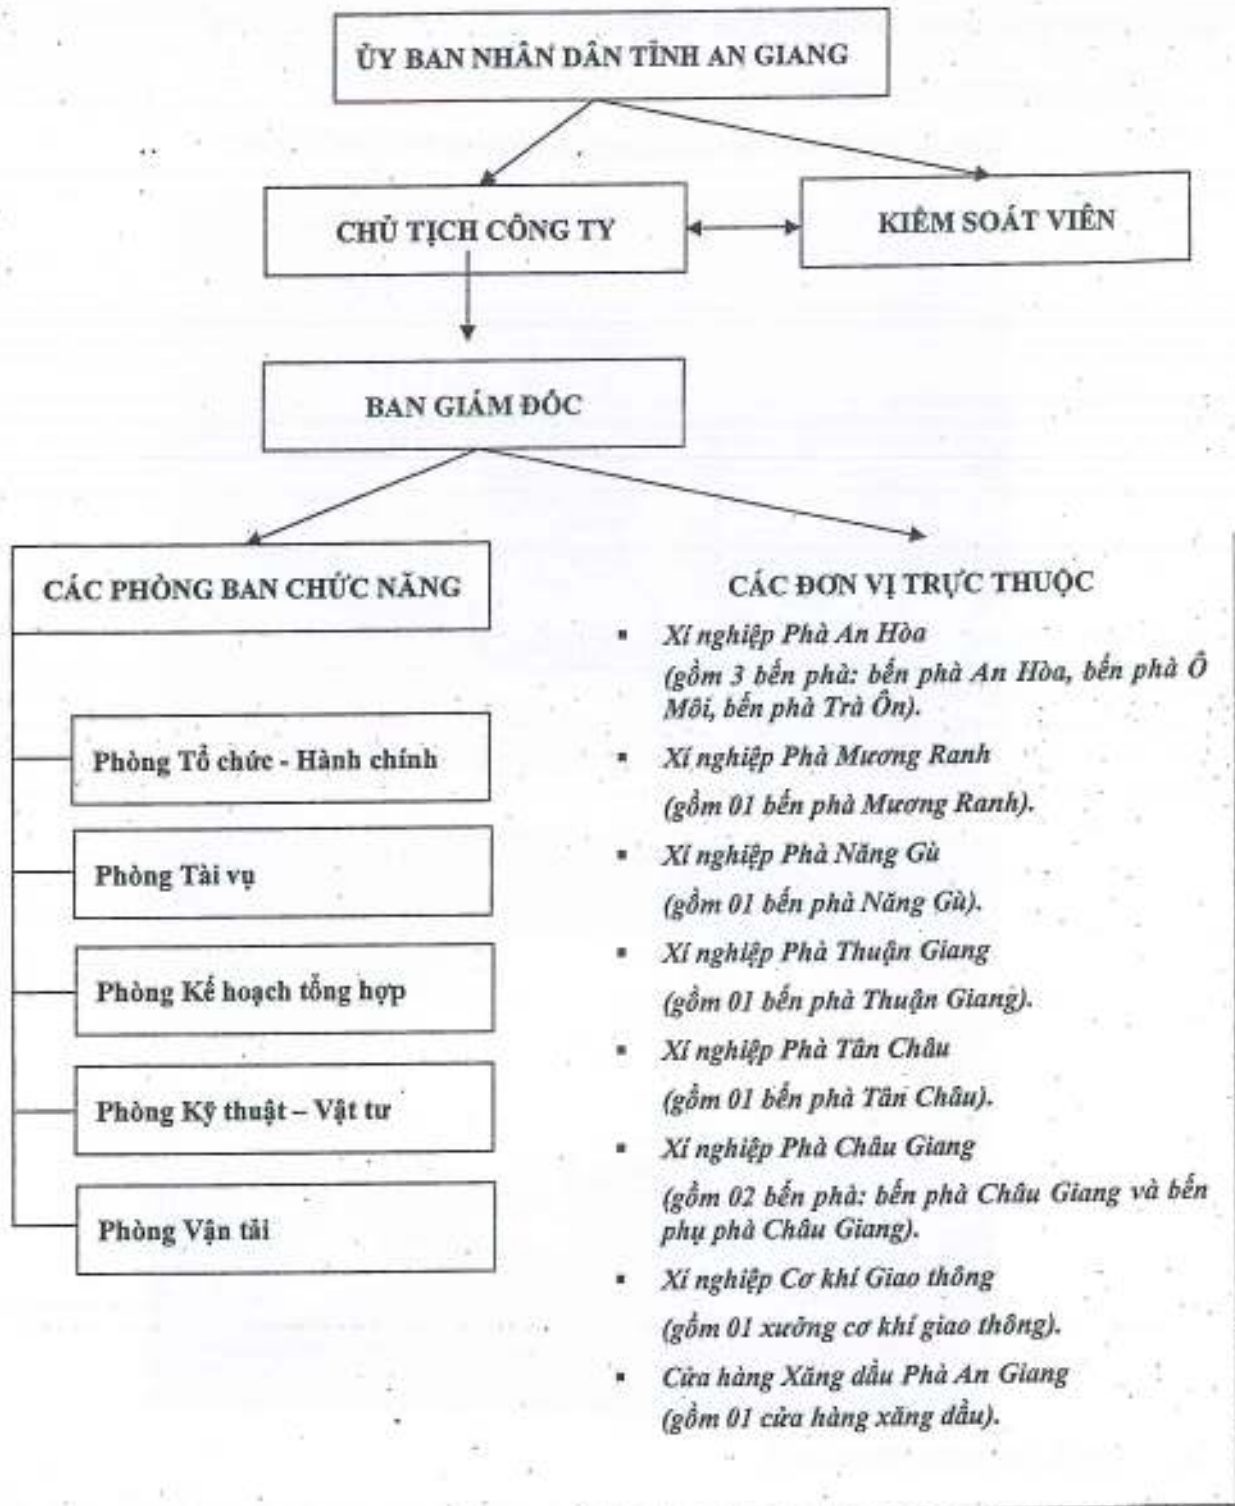 ỦY BAN NHÂN DÂN TỈNH AN GIANG
CHỦ TỊCH CÔNG TY
KIỂM SOÁT VIÊN
BAN GIÁM ĐỐC
CÁC PHÒNG BAN CHỨC NĂNG
Phòng Tổ chức - Hành chính
Phòng Tài vụ
Phòng Kế hoạch tổng hợp
Phòng Kỹ thuật – Vật tư
Phòng Vận tải
CÁC ĐƠN VỊ TRỰC THUỘC
▪ Xí nghiệp Phà An Hòa
(gồm 3 bến phà: bến phà An Hòa, bến phà Ô
Môi, bến phà Trà Ôn).
▪ Xí nghiệp Phà Mương Ranh
(gồm 01 bến phà Mương Ranh).
▪ Xí nghiệp Phà Năng Gù
(gồm 01 bến phà Năng Gù).
▪ Xí nghiệp Phà Thuận Giang
(gồm 01 bến phà Thuận Giang).
▪ Xí nghiệp Phà Tân Châu
(gồm 01 bến phà Tân Châu).
▪ Xí nghiệp Phà Châu Giang
(gồm 02 bến phà: bến phà Châu Giang và bến
phụ phà Châu Giang).
▪ Xí nghiệp Cơ khí Giao thông
(gồm 01 xưởng cơ khí giao thông).
▪ Cửa hàng Xăng dầu Phà An Giang
(gồm 01 cửa hàng xăng dầu).